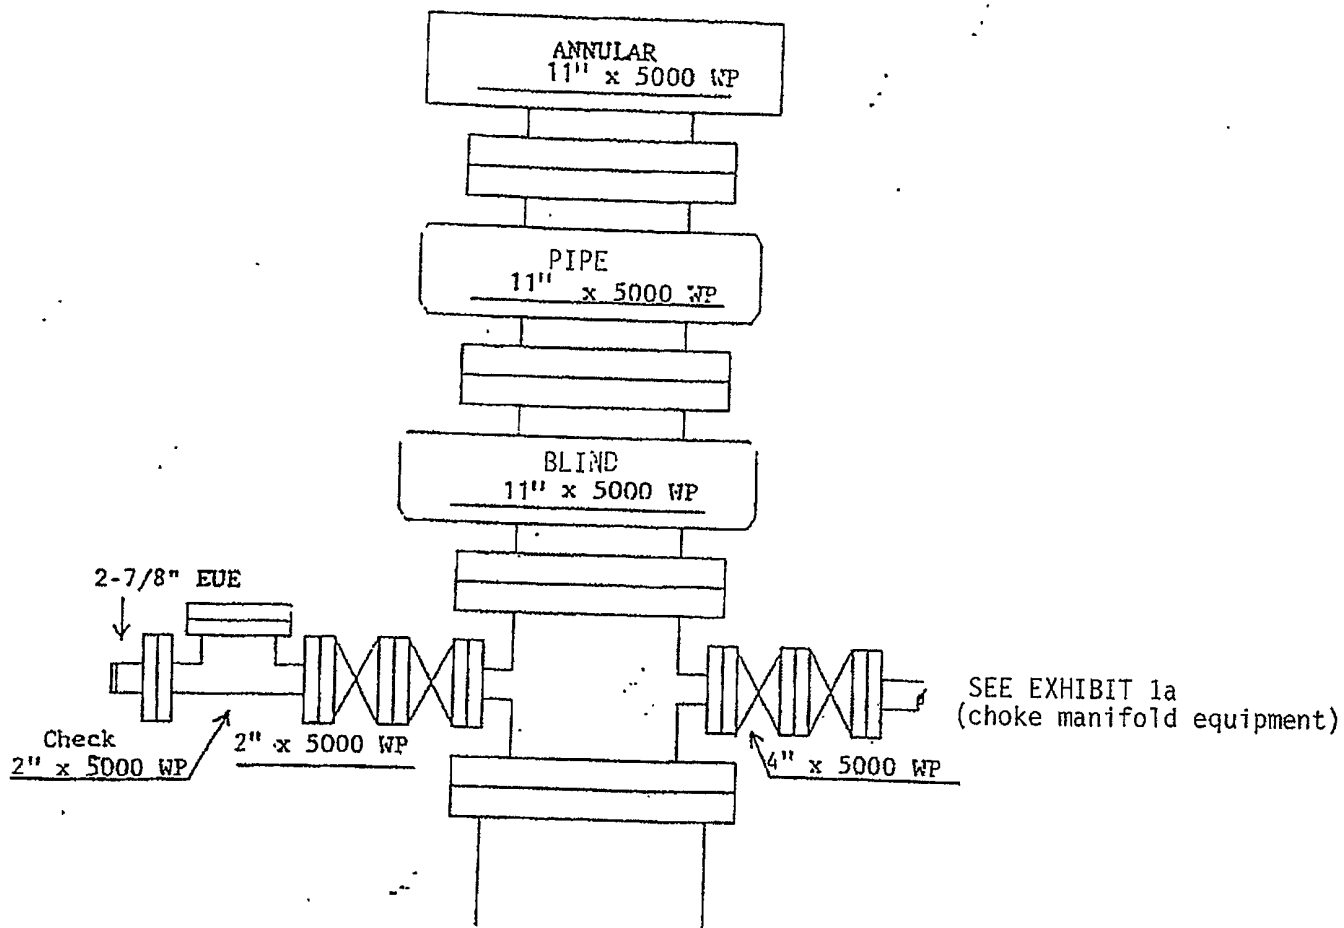 ANNULAR
11" x 5000 WP
PIPE
11" x 5000 WP
BLIND
11" x 5000 WP
2-7/8" EUE
Check
2" x 5000 WP
2" x 5000 WP
4" x 5000 WP
SEE EXHIBIT 1a
(choke manifold equipment)